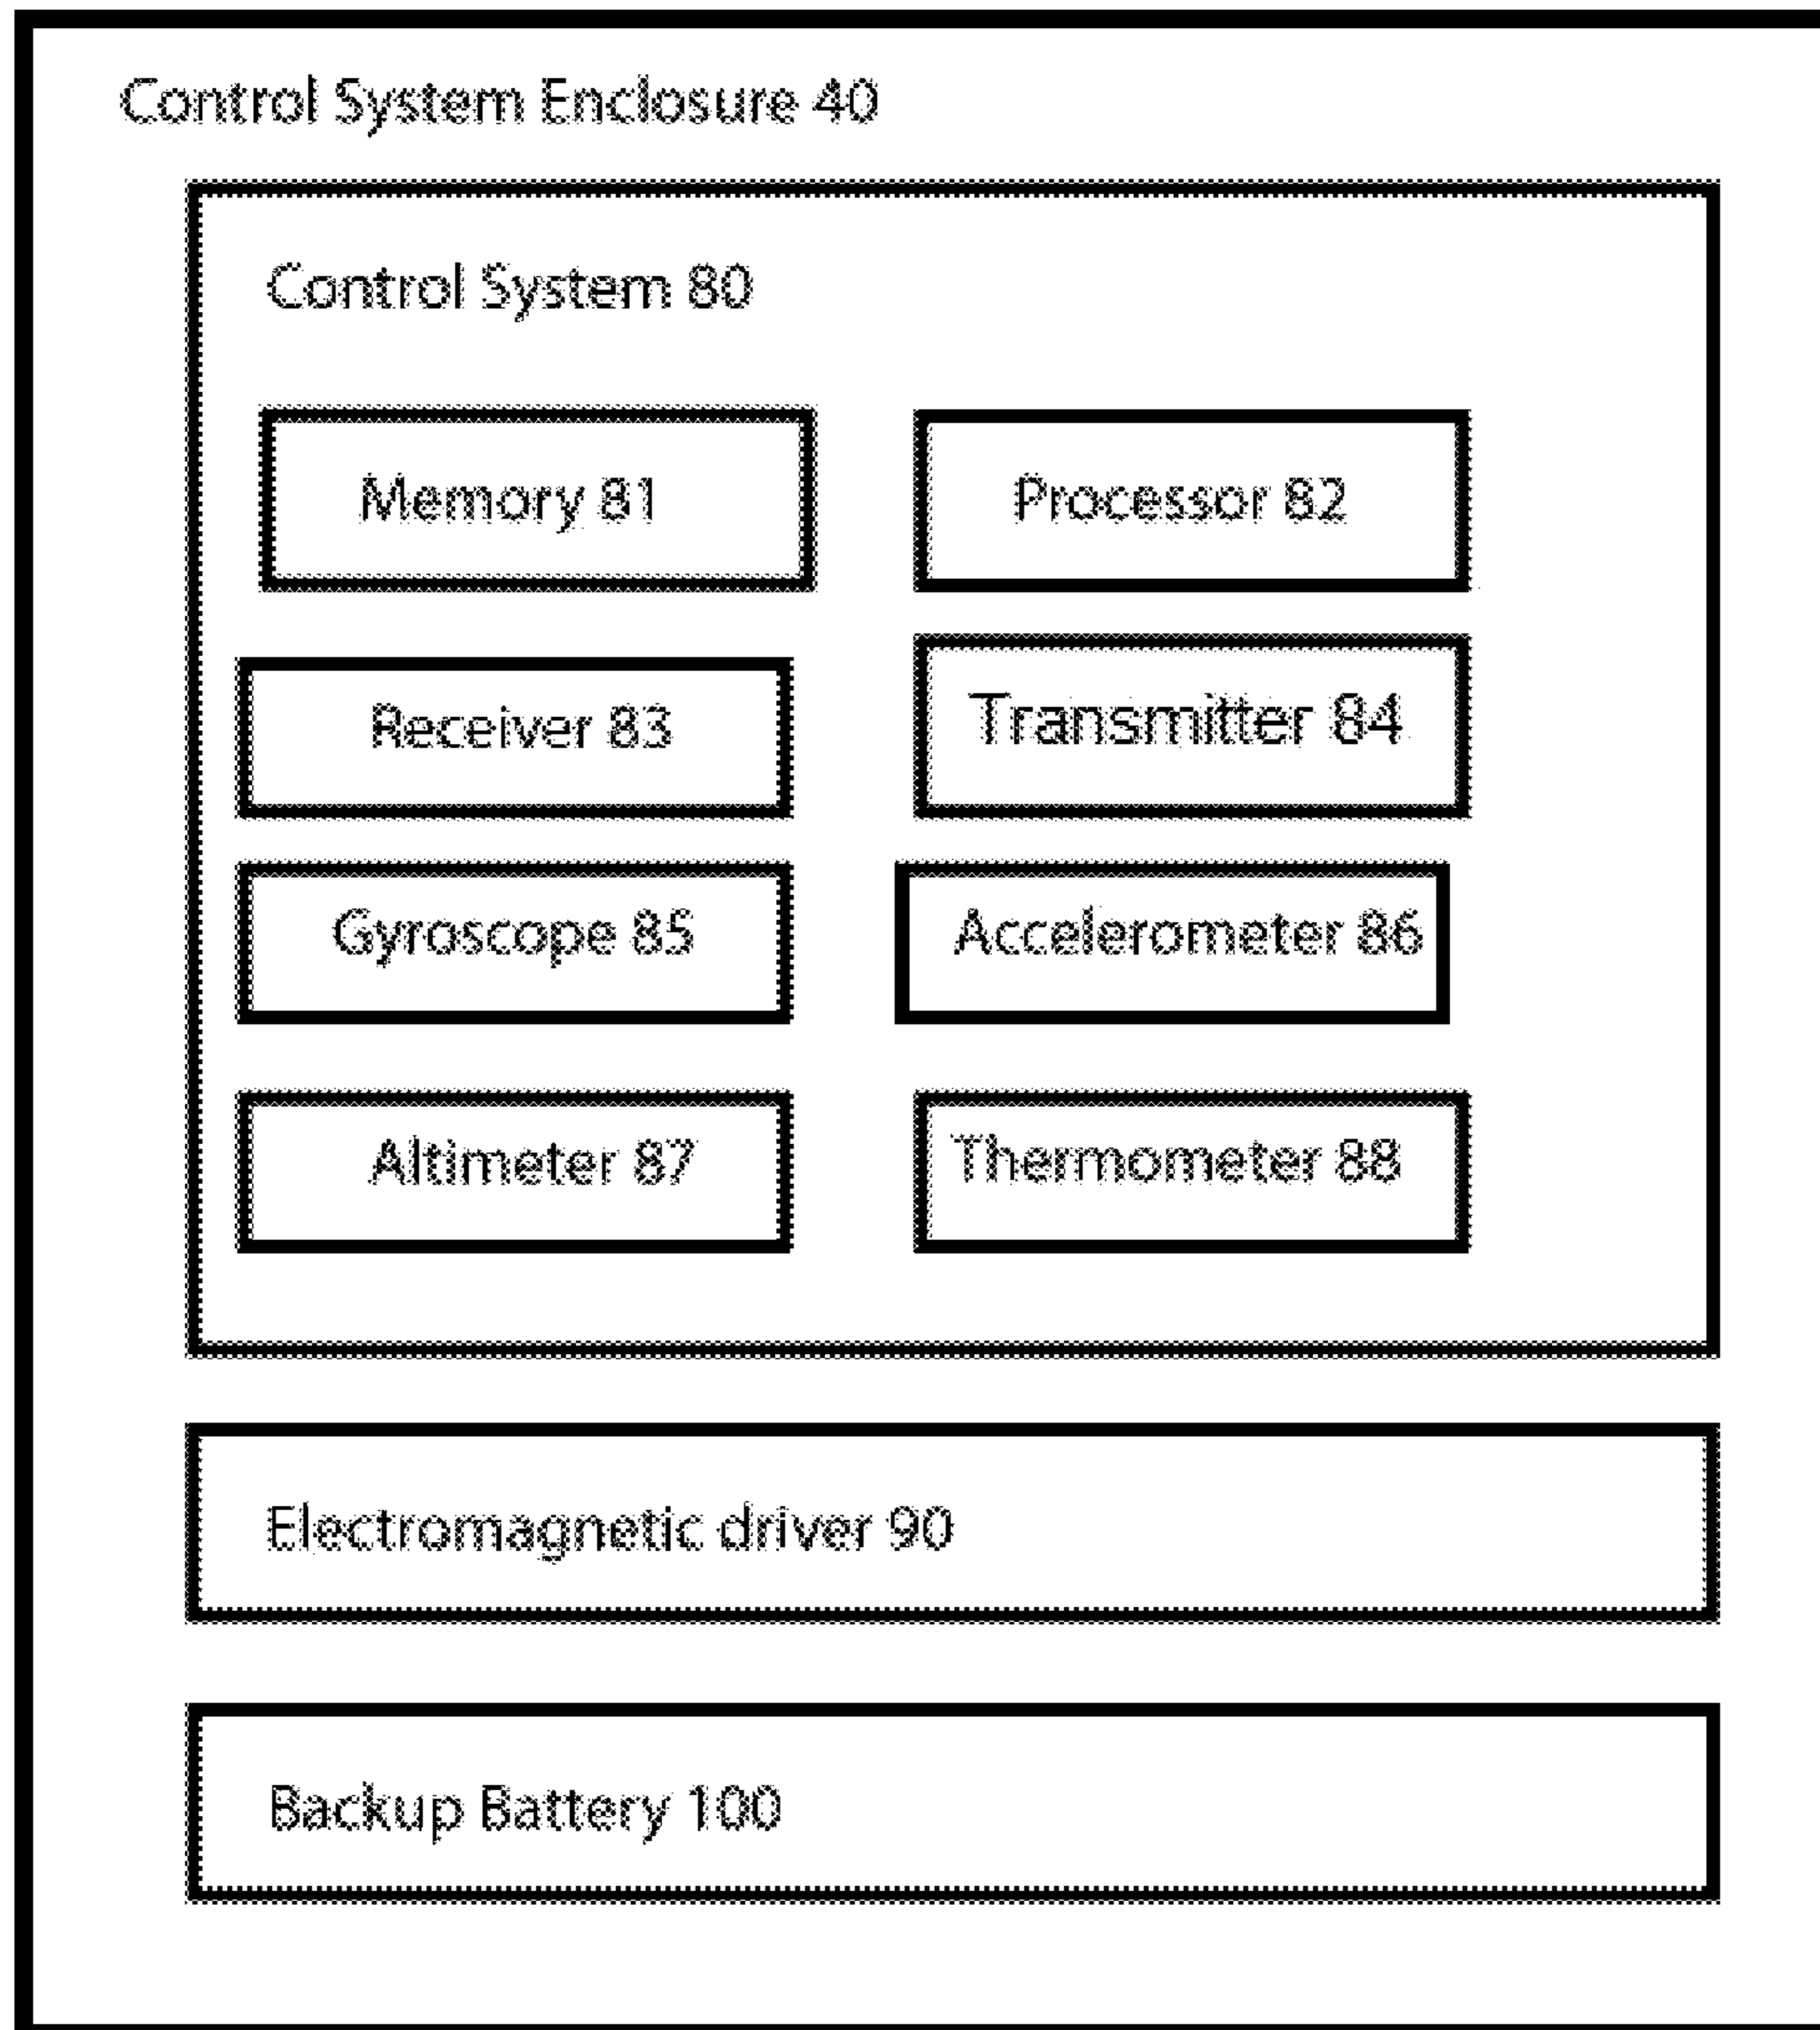 Control System Enclosure 40
Control System 80
Memory 81
Processor 82
Receiver 83
Transmitter 84
Gyroscope 85
Accelerometer 86
Altimeter 87
Thermometer 88
Electromagnetic driver 90
Backup Battery 100